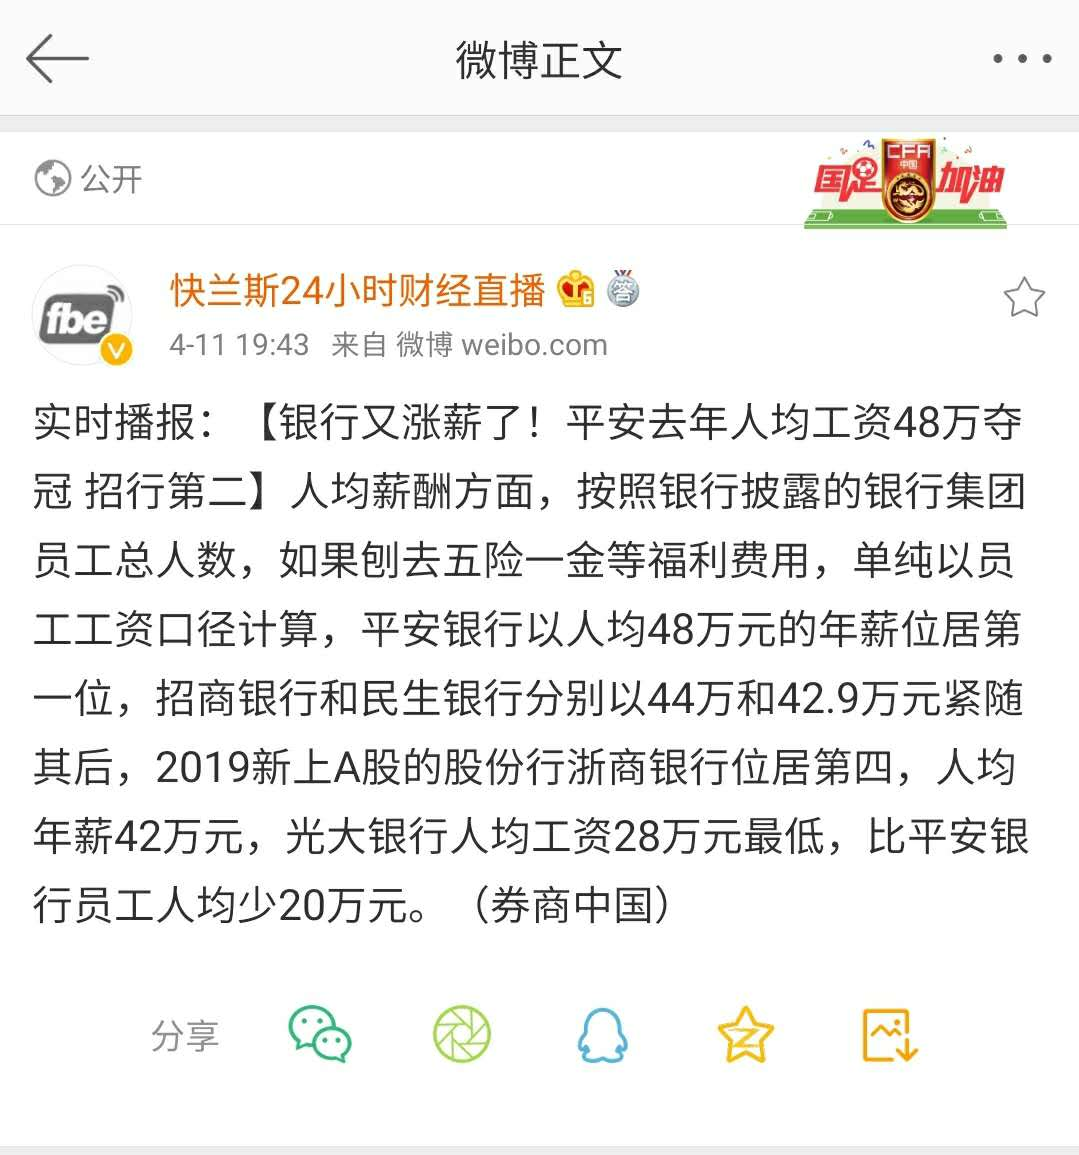 微博正文
公开
国足 CFA 中国 加油
fbe
快兰斯24小时财经直播 6 答
V
4-11 19:43 来自 微博 weibo.com
实时播报：【银行又涨薪了！平安去年人均工资48万夺
冠 招行第二】人均薪酬方面，按照银行披露的银行集团
员工总人数，如果刨去五险一金等福利费用，单纯以员
工工资口径计算，平安银行以人均48万元的年薪位居第
一位，招商银行和民生银行分别以44万和42.9万元紧随
其后，2019新上A股的股份行浙商银行位居第四，人均
年薪42万元，光大银行人均工资28万元最低，比平安银
行员工人均少20万元。（券商中国）
分享